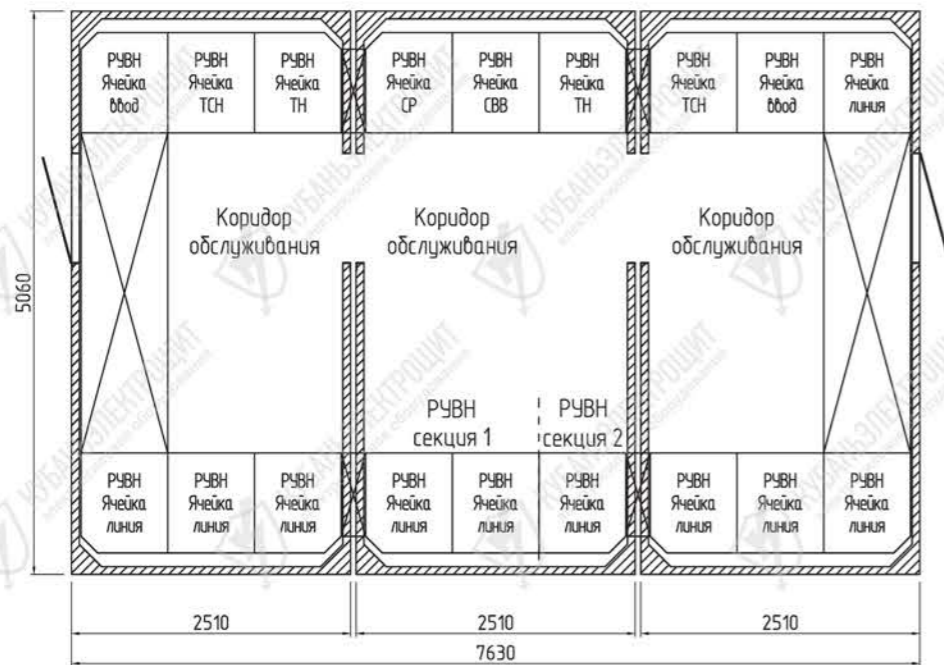 РУВН
Ячейка
ввод
РУВН
Ячейка
ТСН
РУВН
Ячейка
ТН
РУВН
Ячейка
СР
РУВН
Ячейка
СВВ
РУВН
Ячейка
ТН
РУВН
Ячейка
ТСН
РУВН
Ячейка
ввод
РУВН
Ячейка
линия
Коридор
обслуживания
Коридор
обслуживания
Коридор
обслуживания
5060
РУВН
секция 1
РУВН
секция 2
РУВН
Ячейка
линия
РУВН
Ячейка
линия
РУВН
Ячейка
линия
РУВН
Ячейка
линия
РУВН
Ячейка
линия
РУВН
Ячейка
линия
РУВН
Ячейка
линия
РУВН
Ячейка
линия
РУВН
Ячейка
линия
2510
2510
2510
7630
КУБАНЬЭЛЕКТРОЩИТ
электрощитовое оборудование